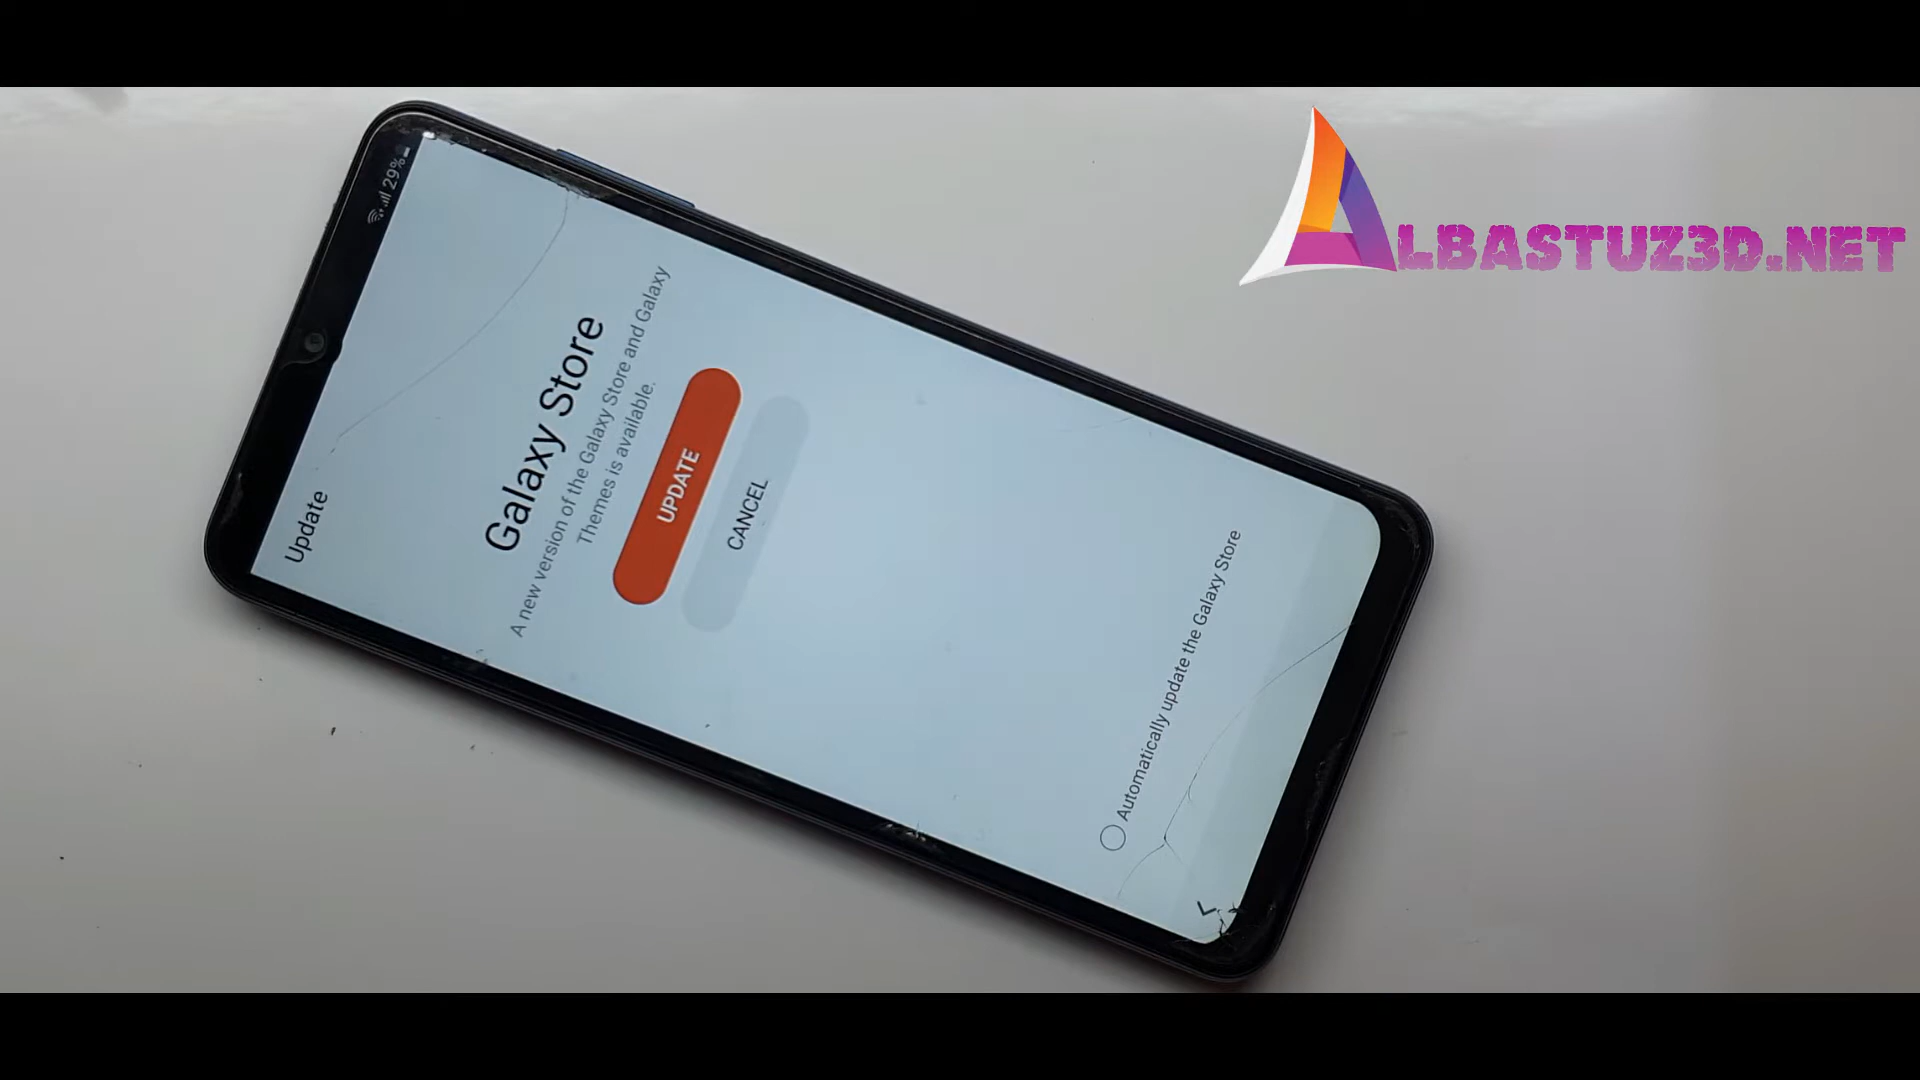 29%
Update
Galaxy Store
A new version of the Galaxy Store and Galaxy
Themes is available.
UPDATE
CANCEL
Automatically update the Galaxy Store
ALBASTUZ3D.NET